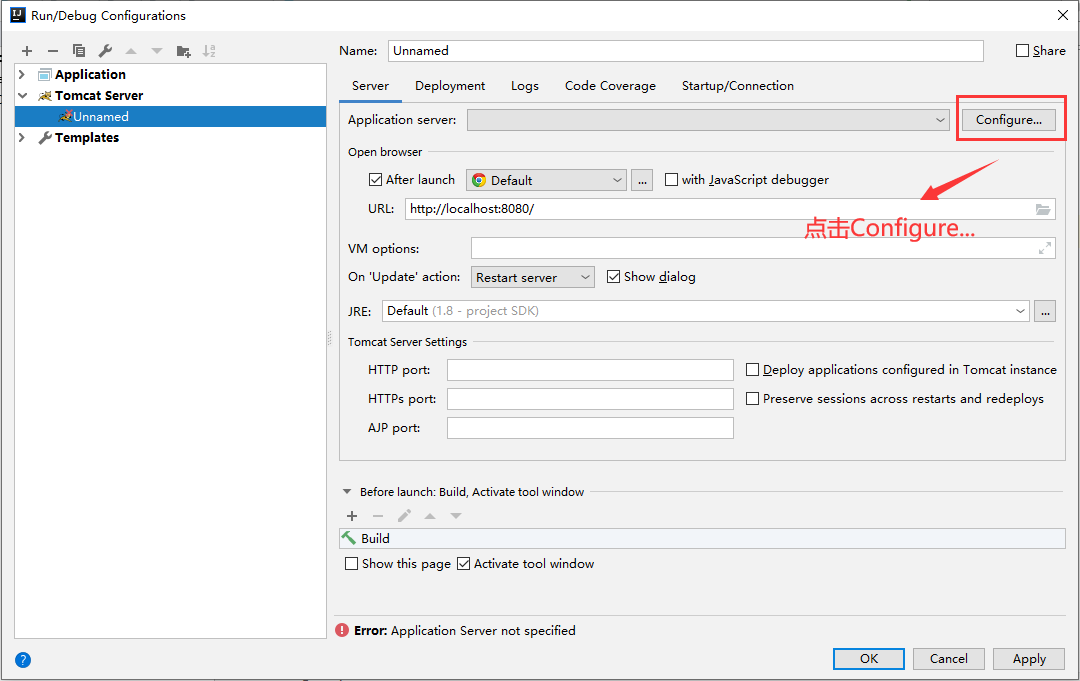 Run/Debug Configurations
Name: Unnamed Share
Application
Tomcat Server
Unnamed
Templates
Server Deployment Logs Code Coverage Startup/Connection
Application server: Configure...
Open browser
After launch Default ... with JavaScript debugger
URL: http://localhost:8080/
点击Configure...
VM options:
On 'Update' action: Restart server Show dialog
JRE: Default (1.8 - project SDK) ...
Tomcat Server Settings
HTTP port: Deploy applications configured in Tomcat instance
HTTPs port: Preserve sessions across restarts and redeploys
AJP port:
Before launch: Build, Activate tool window
Build
Show this page Activate tool window
Error: Application Server not specified
? OK Cancel Apply